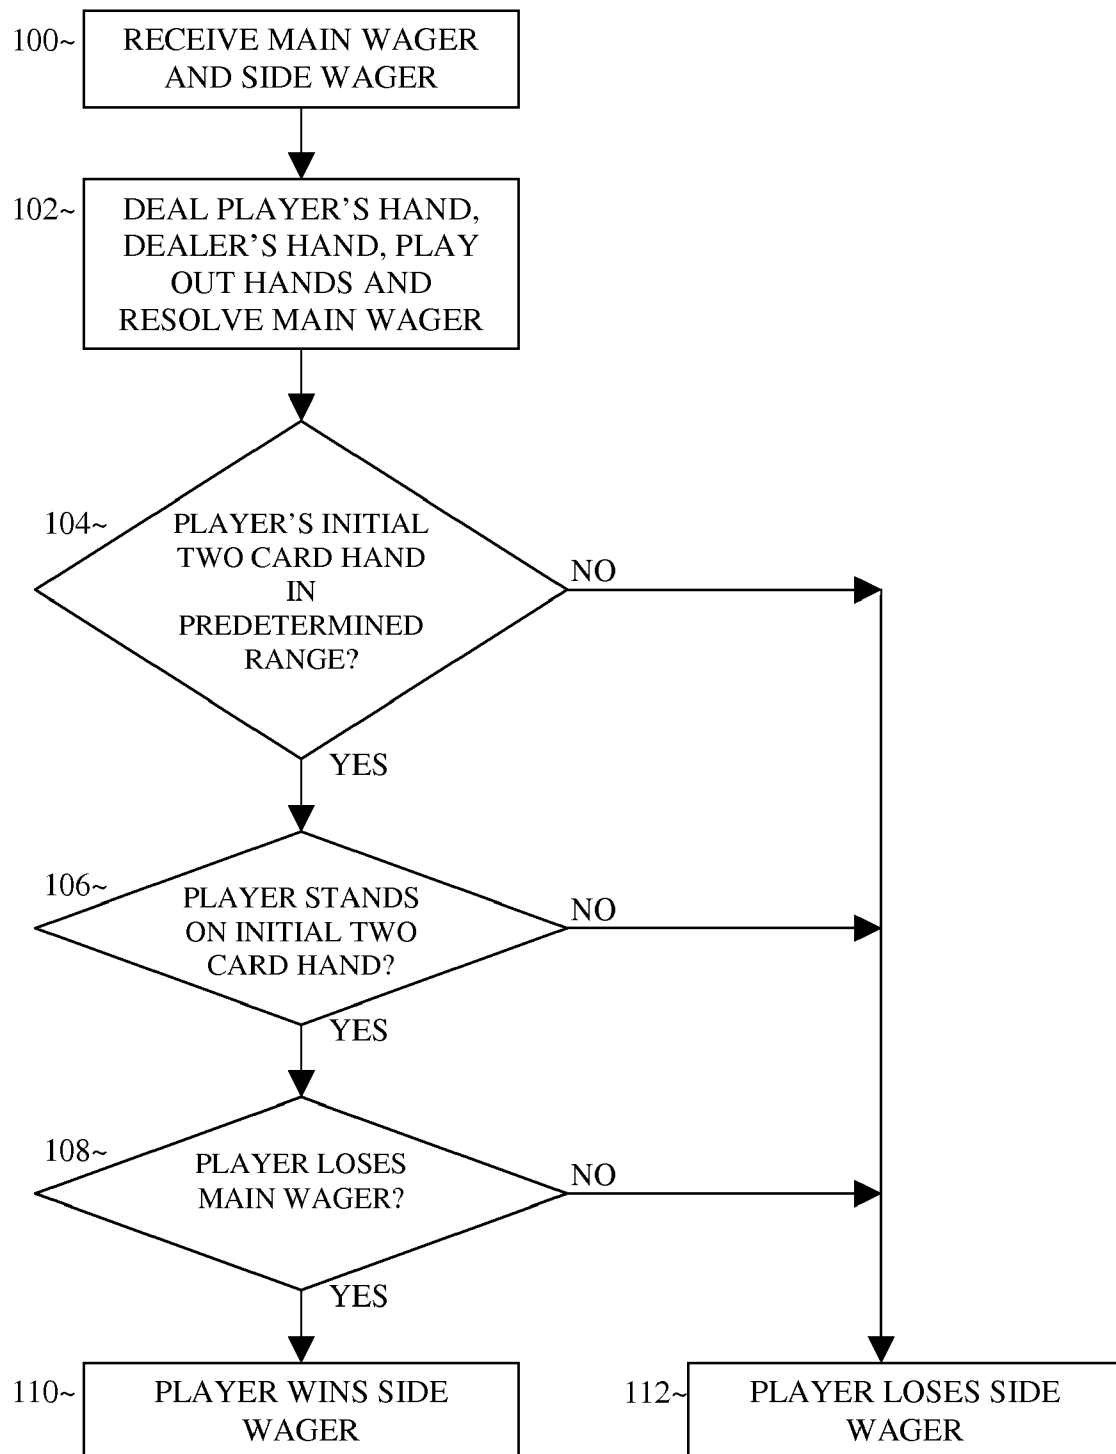 100~
RECEIVE MAIN WAGER
AND SIDE WAGER
102~
DEAL PLAYER’S HAND,
DEALER’S HAND, PLAY
OUT HANDS AND
RESOLVE MAIN WAGER
104~
PLAYER’S INITIAL
TWO CARD HAND
IN
PREDETERMINED
RANGE?
NO
YES
106~
PLAYER STANDS
ON INITIAL TWO
CARD HAND?
NO
YES
108~
PLAYER LOSES
MAIN WAGER?
NO
YES
110~
PLAYER WINS SIDE
WAGER
112~
PLAYER LOSES SIDE
WAGER